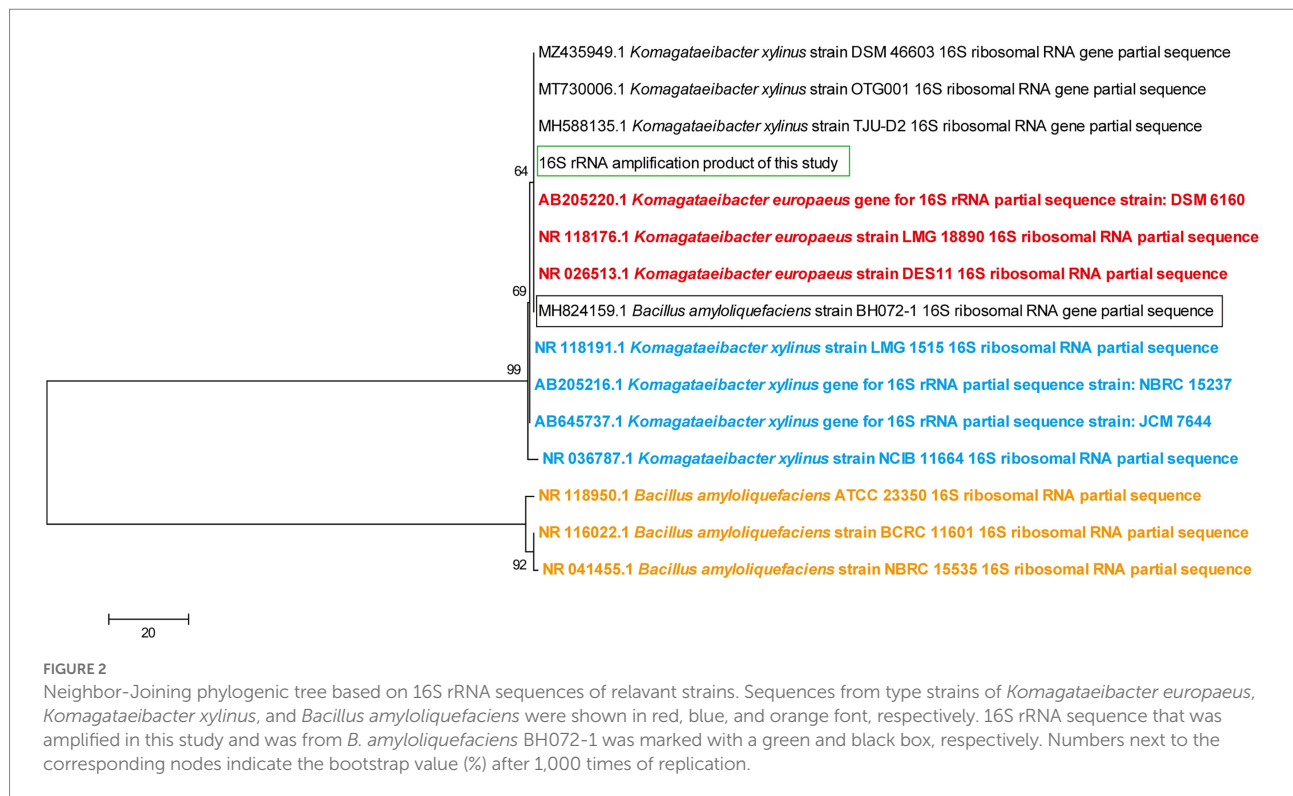 MZ435949.1 Komagataeibacter xylinus strain DSM 46603 16S ribosomal RNA gene partial sequence
MT730006.1 Komagataeibacter xylinus strain OTG001 16S ribosomal RNA gene partial sequence
MH588135.1 Komagataeibacter xylinus strain TJU-D2 16S ribosomal RNA gene partial sequence
16S rRNA amplification product of this study
64
AB205220.1 Komagataeibacter europaeus gene for 16S rRNA partial sequence strain: DSM 6160
NR 118176.1 Komagataeibacter europaeus strain LMG 18890 16S ribosomal RNA partial sequence
NR 026513.1 Komagataeibacter europaeus strain DES11 16S ribosomal RNA partial sequence
69
MH824159.1 Bacillus amyloliquefaciens strain BH072-1 16S ribosomal RNA gene partial sequence
NR 118191.1 Komagataeibacter xylinus strain LMG 1515 16S ribosomal RNA partial sequence
99
AB205216.1 Komagataeibacter xylinus gene for 16S rRNA partial sequence strain: NBRC 15237
AB645737.1 Komagataeibacter xylinus gene for 16S rRNA partial sequence strain: JCM 7644
NR 036787.1 Komagataeibacter xylinus strain NCIB 11664 16S ribosomal RNA partial sequence
NR 118950.1 Bacillus amyloliquefaciens ATCC 23350 16S ribosomal RNA partial sequence
NR 116022.1 Bacillus amyloliquefaciens strain BCRC 11601 16S ribosomal RNA partial sequence
92
NR 041455.1 Bacillus amyloliquefaciens strain NBRC 15535 16S ribosomal RNA partial sequence
20
FIGURE 2
Neighbor-Joining phylogenic tree based on 16S rRNA sequences of relavant strains. Sequences from type strains of Komagataeibacter europaeus,
Komagataeibacter xylinus, and Bacillus amyloliquefaciens were shown in red, blue, and orange font, respectively. 16S rRNA sequence that was
amplified in this study and was from B. amyloliquefaciens BH072-1 was marked with a green and black box, respectively. Numbers next to the
corresponding nodes indicate the bootstrap value (%) after 1,000 times of replication.